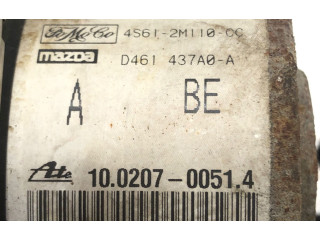 FoMoCo 4S61-2M110-CC
mazda D461 437A0-A
A BE
Ate 10.0207-0051.4